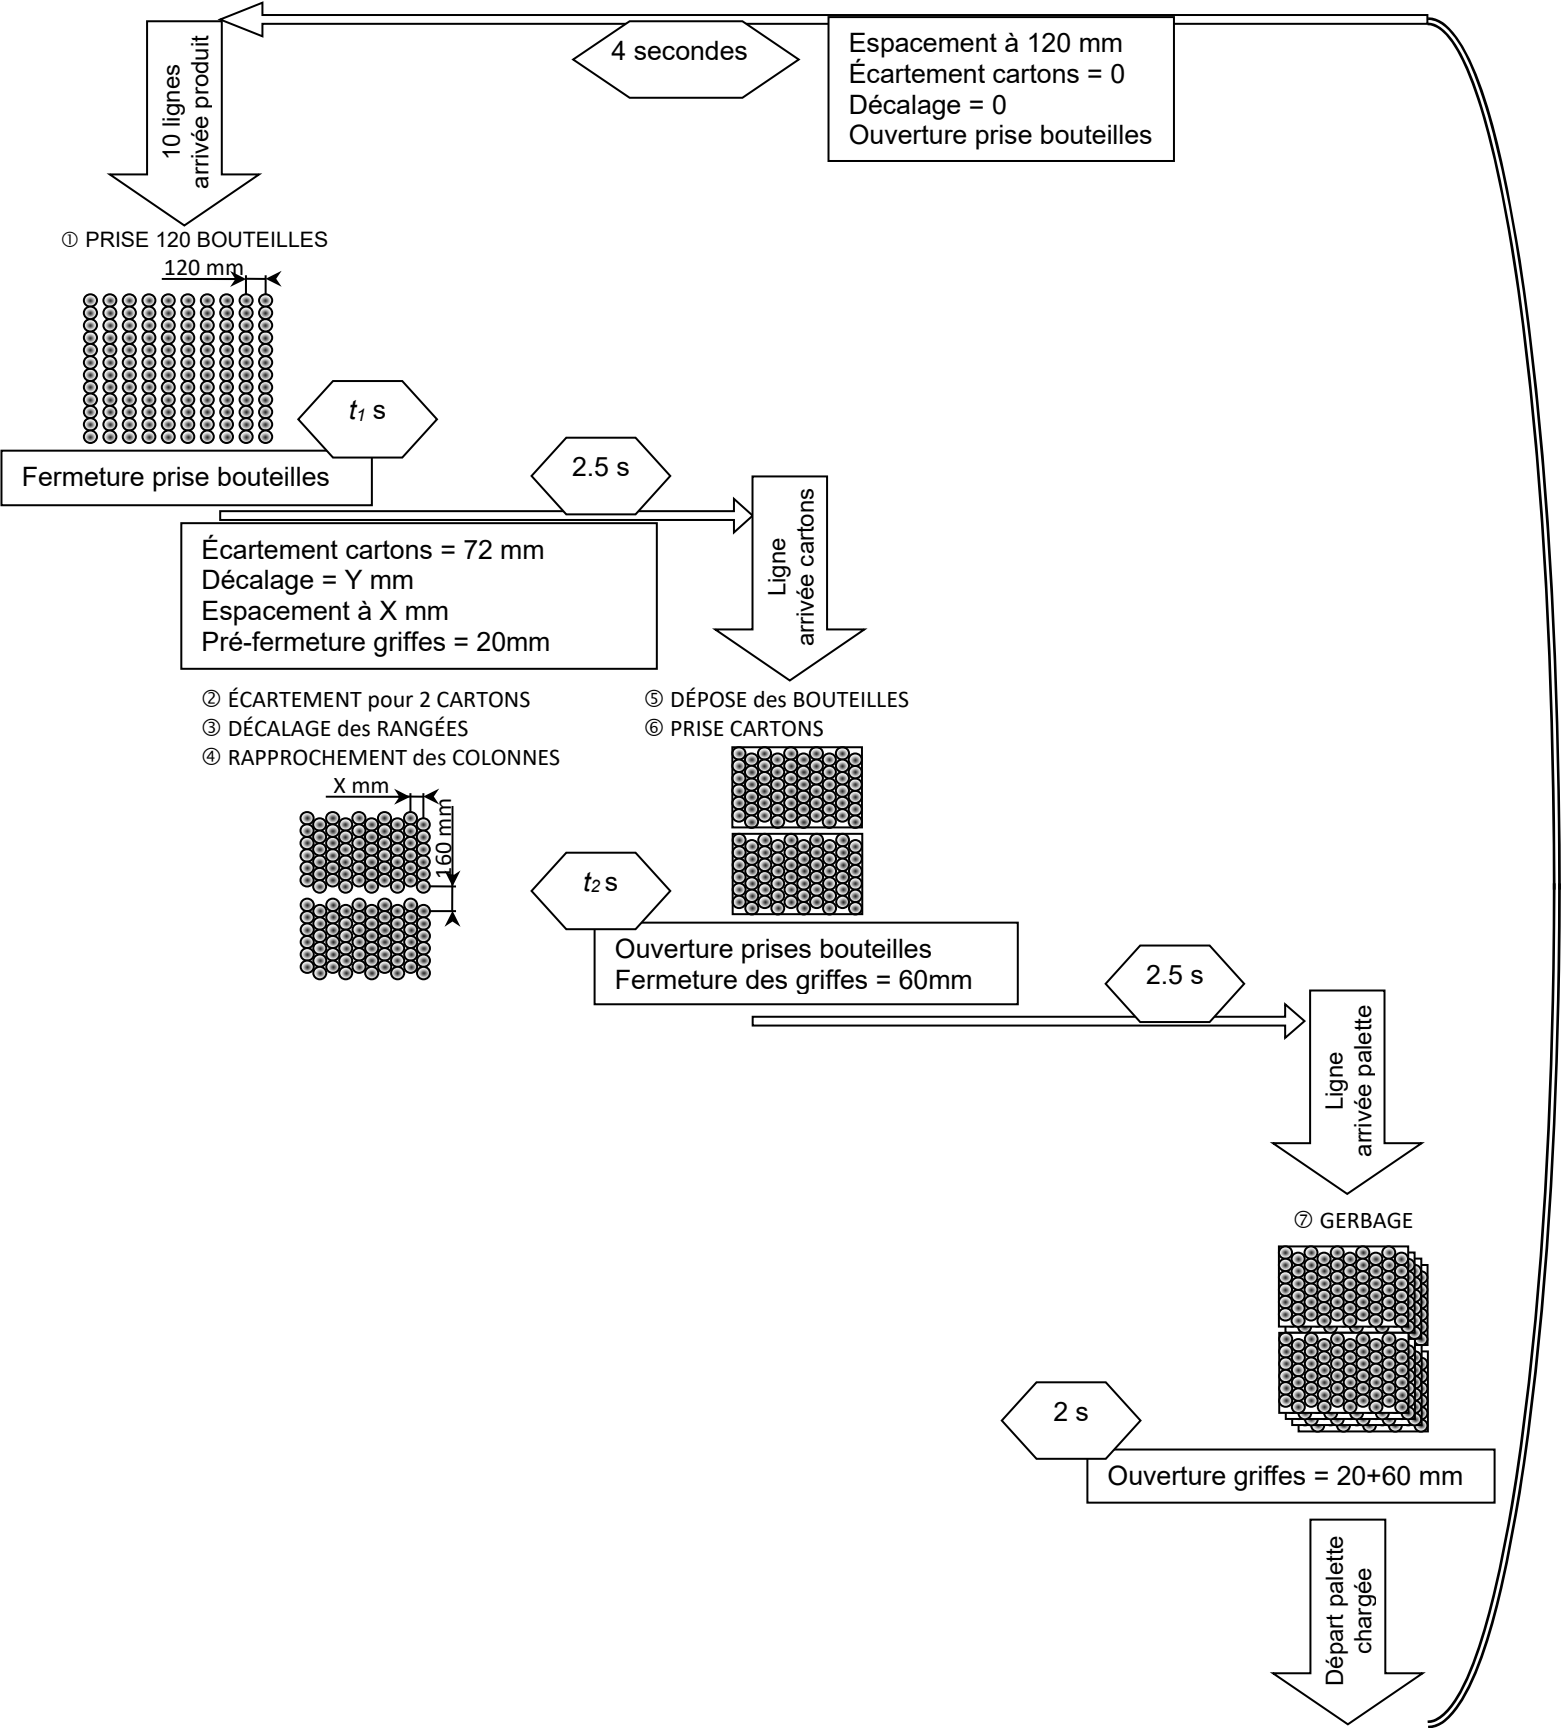 4 secondes
Espacement à 120 mm
Écartement cartons = 0
Décalage = 0
Ouverture prise bouteilles
10 lignes
arrivée produit
① PRISE 120 BOUTEILLES
120 mm
t1 s
Fermeture prise bouteilles
2.5 s
Écartement cartons = 72 mm
Décalage = Y mm
Espacement à X mm
Pré-fermeture griffes = 20mm
Ligne
arrivée cartons
② ÉCARTEMENT pour 2 CARTONS
③ DÉCALAGE des RANGÉES
④ RAPPROCHEMENT des COLONNES
X mm
160 mm
⑤ DÉPOSE des BOUTEILLES
⑥ PRISE CARTONS
t2 s
Ouverture prises bouteilles
Fermeture des griffes = 60mm
2.5 s
Ligne
arrivée palette
⑦ GERBAGE
2 s
Ouverture griffes = 20+60 mm
Départ palette
chargée